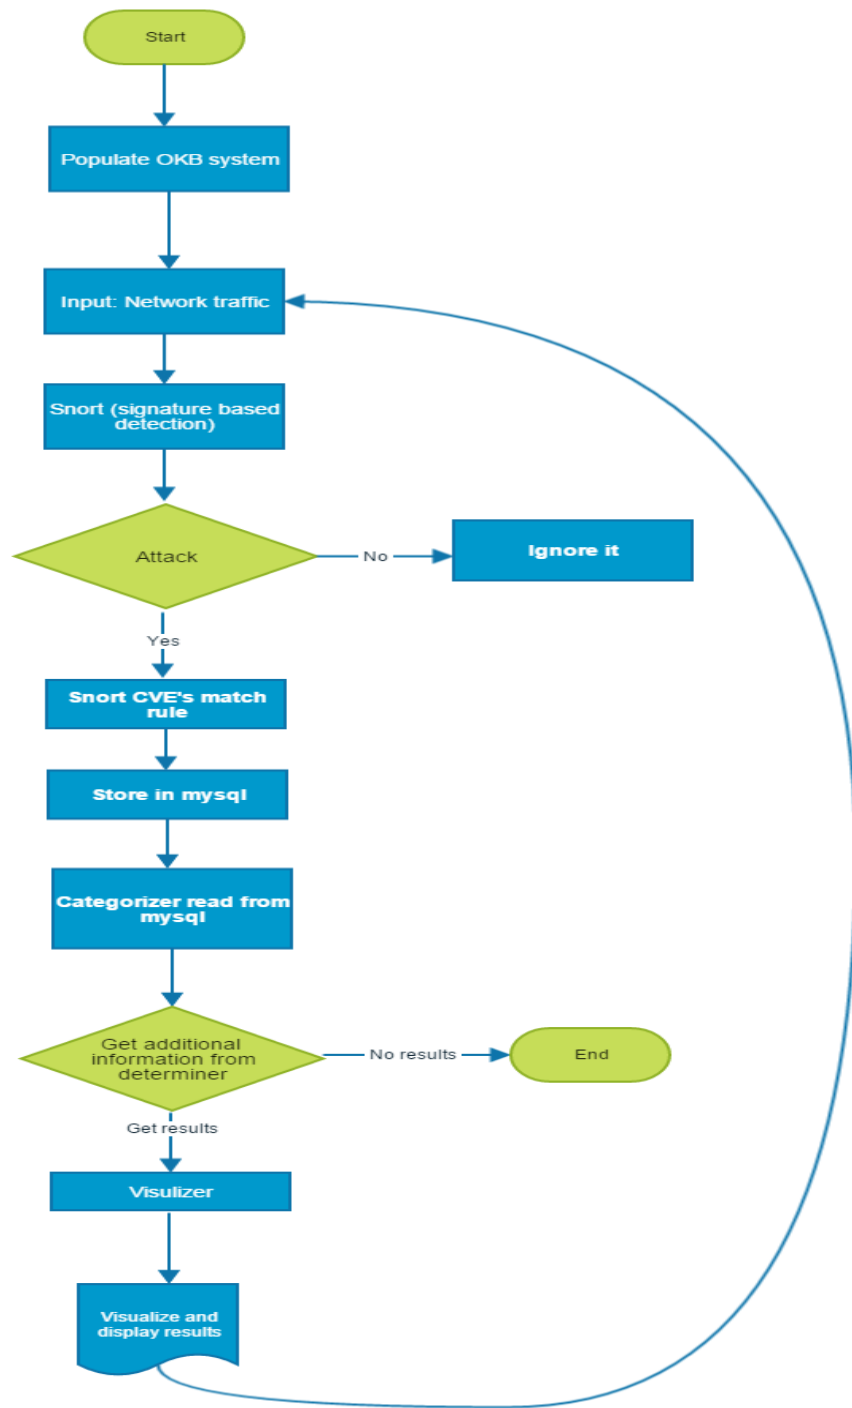 Start
Populate OKB system
Input: Network traffic
Snort (signature based
detection)
Attack
No
Ignore it
Yes
Snort CVE's match
rule
Store in mysql
Categorizer read from
mysql
Get additional
information from
determiner
No results
End
Get results
Visulizer
Visualize and
display results